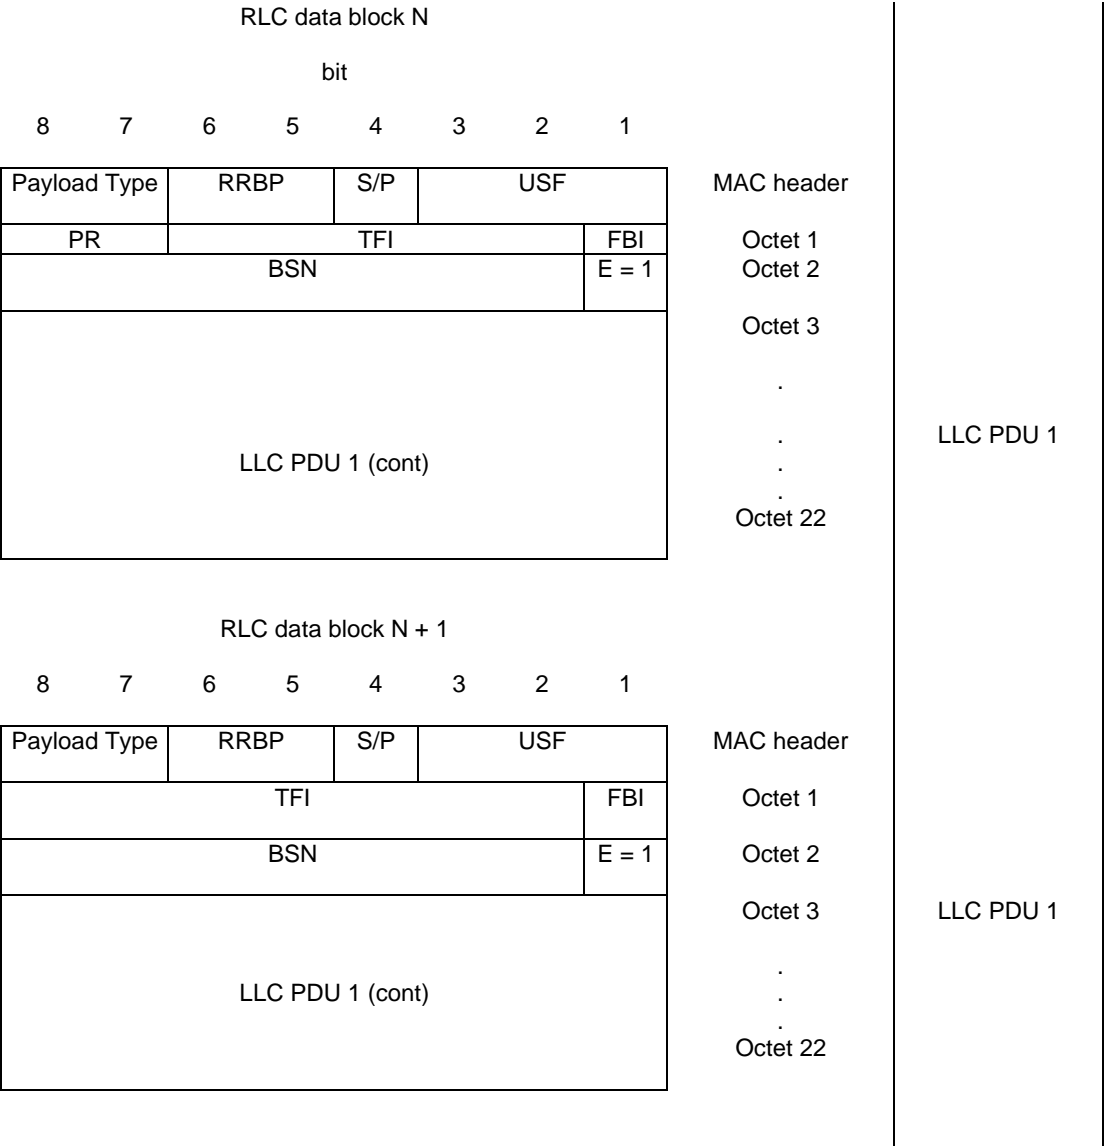 RLC data block N
bit
8 7 6 5 4 3 2 1
Payload Type RRBP S/P USF MAC header
PR TFI FBI Octet 1
BSN E = 1 Octet 2
Octet 3
.
. LLC PDU 1
LLC PDU 1 (cont) .
.
Octet 22
RLC data block N + 1
8 7 6 5 4 3 2 1
Payload Type RRBP S/P USF MAC header
TFI FBI Octet 1
BSN E = 1 Octet 2
Octet 3 LLC PDU 1
.
LLC PDU 1 (cont) .
.
Octet 22